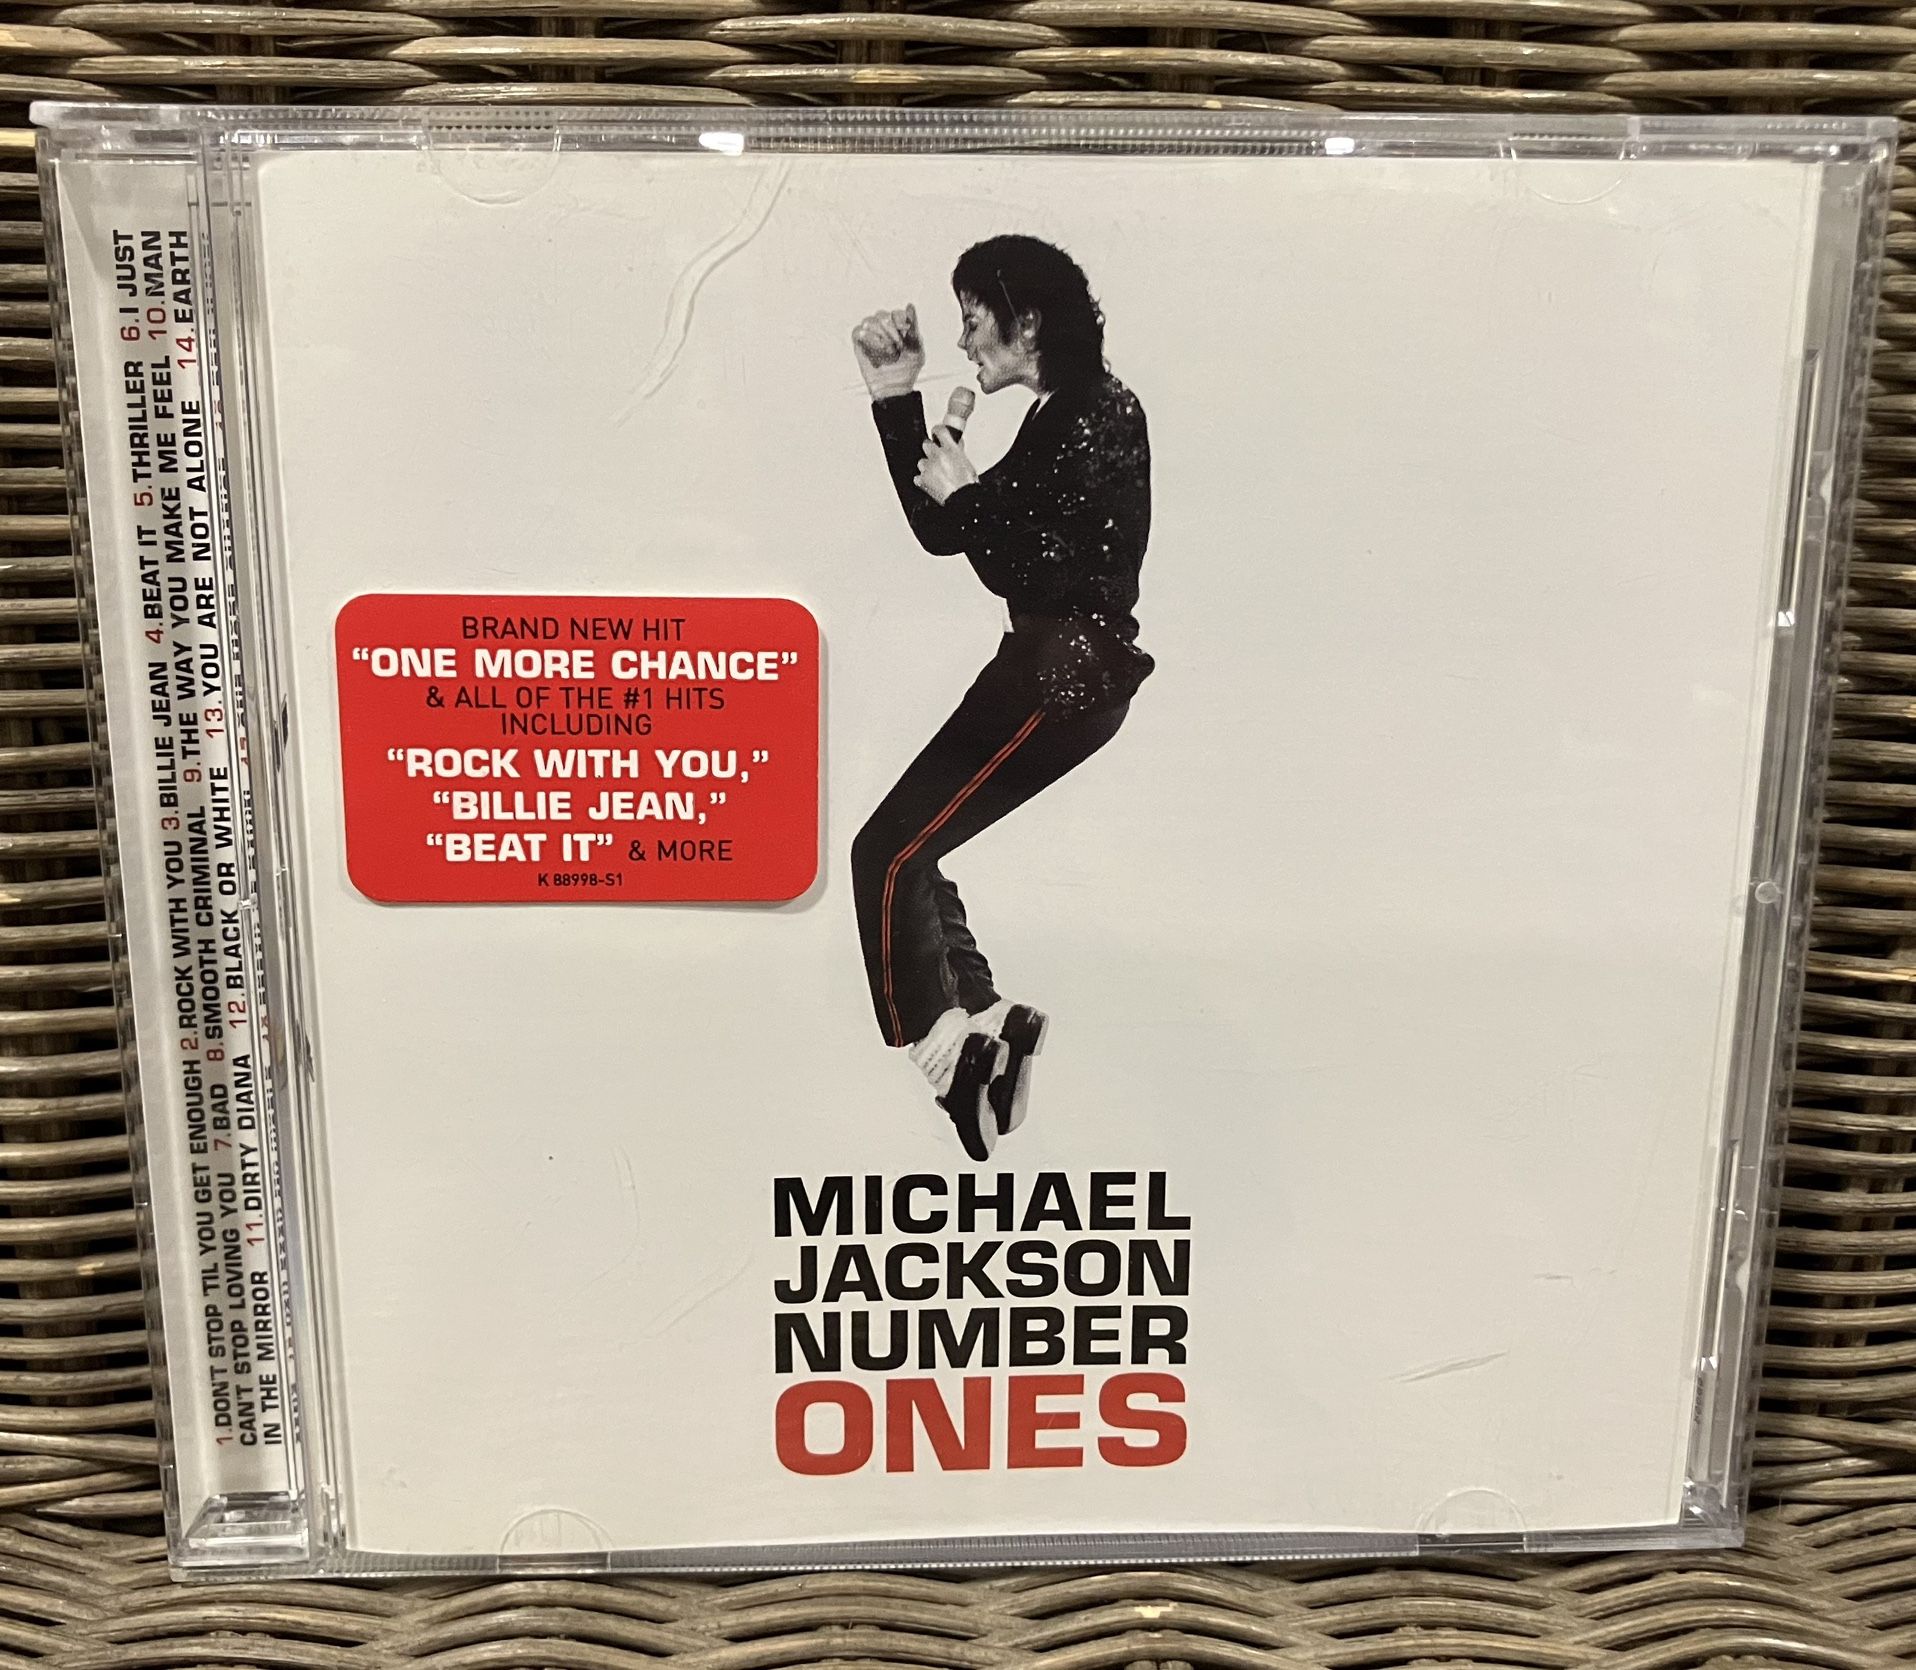 1.DON'T STOP 'TIL YOU GET ENOUGH 2.ROCK WITH YOU 3.BILLIE JEAN 4.BEAT IT 5.THRILLER 6.I JUST
CAN'T STOP LOVING YOU 7.BAD 8.SMOOTH CRIMINAL 9.THE WAY YOU MAKE ME FEEL 10.MAN
IN THE MIRROR 11.DIRTY DIANA 12.BLACK OR WHITE 13.YOU ARE NOT ALONE 14.EARTH
BRAND NEW HIT
“ONE MORE CHANCE”
& ALL OF THE #1 HITS
INCLUDING
“ROCK WITH YOU,”
“BILLIE JEAN,”
“BEAT IT” & MORE
K 88998-S1
MICHAEL
JACKSON
NUMBER
ONES